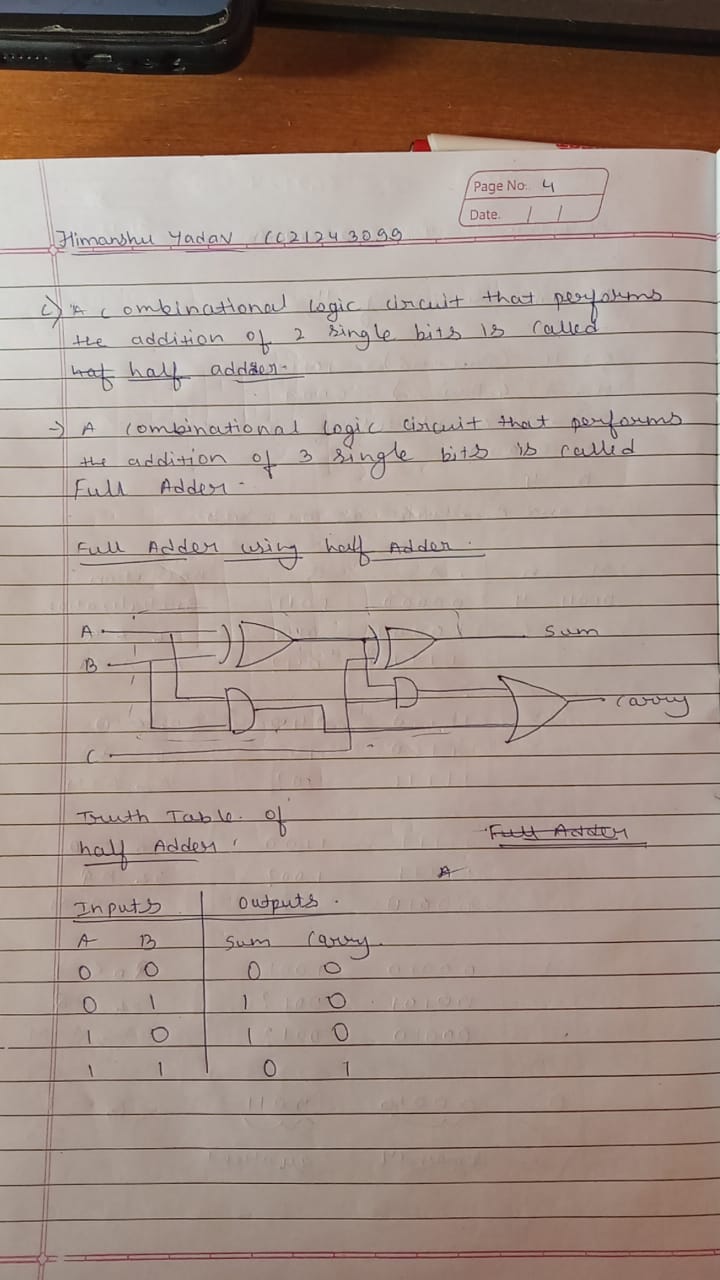 Page No. 4
Date. / /
Himanshu Yadav CC21243099
c) A Combinational logic circuit that performs
the addition of 2 single bits is called
haf half adder.
→ A Combinational logic circuit that performs
the addition of 3 single bits is called
Full Adder.
Full Adder using half Adder.
A
Sum
B
Carry
C
Truth Table of
Full Adder
half Adder
A
Inputs Outputs.
A B Sum Carry
0 0 0 0
0 1 1 0
1 0 1 0
1 1 0 1